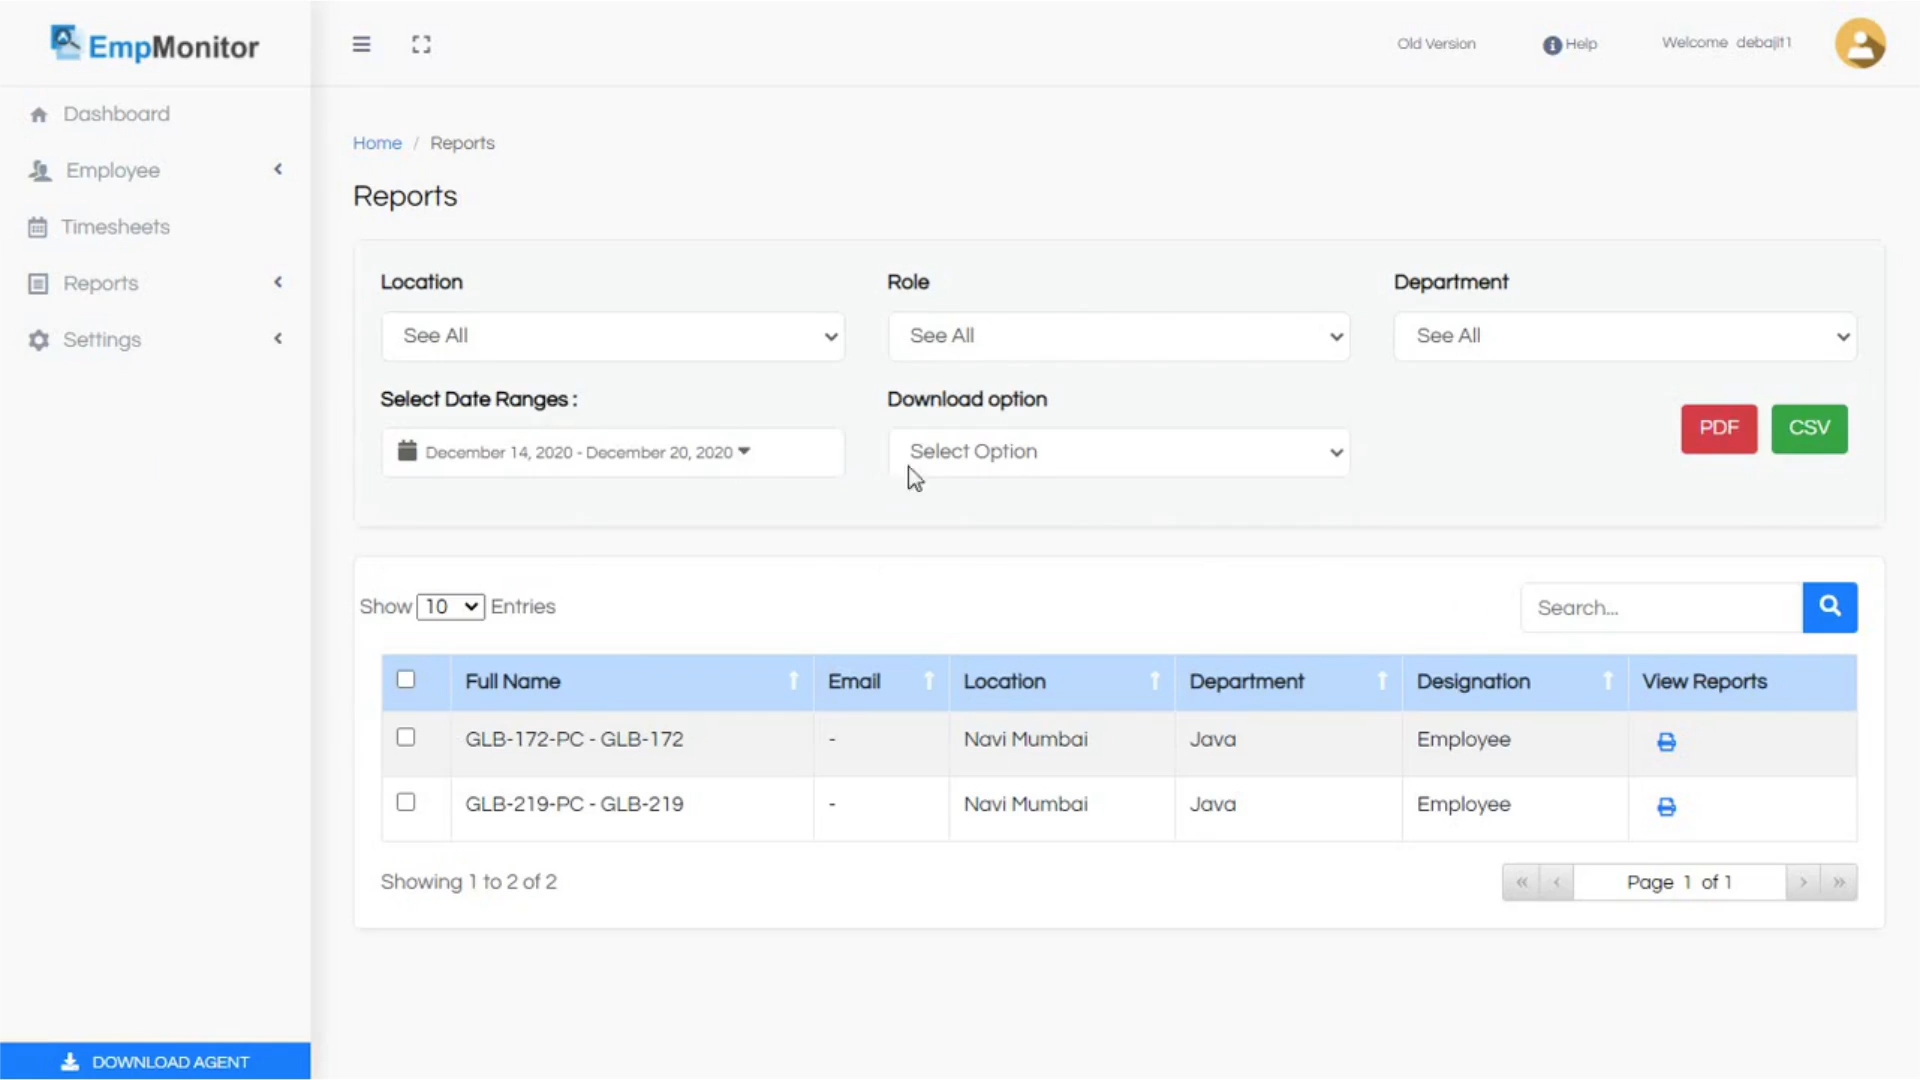 EmpMonitor
Old Version
Help
Welcome debajit1
Dashboard
Employee
Timesheets
Reports
Settings
Home / Reports
Reports
Location
Role
Department
See All
See All
See All
Select Date Ranges :
Download option
December 14, 2020 - December 20, 2020
Select Option
PDF
CSV
Show 10 Entries
Search...
Full Name Email Location Department Designation View Reports
GLB-172-PC - GLB-172 - Navi Mumbai Java Employee
GLB-219-PC - GLB-219 - Navi Mumbai Java Employee
Showing 1 to 2 of 2
« ‹ Page 1 of 1 › »
DOWNLOAD AGENT